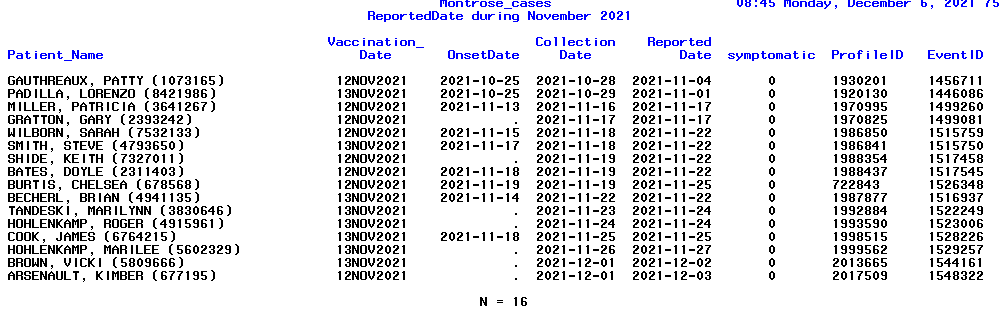 Montrose_cases 08:45 Monday, December 6, 2021 75
ReportedDate during November 2021
Vaccination_ Collection Reported
Patient_Name Date OnsetDate Date Date symptomatic ProfileID EventID
GAUTHREAUX, PATTY (1073165) 12NOV2021 2021-10-25 2021-10-28 2021-11-04 0 1930201 1456711
PADILLA, LORENZO (8421986) 13NOV2021 2021-10-25 2021-10-29 2021-11-01 0 1920130 1446086
MILLER, PATRICIA (3641267) 12NOV2021 2021-11-13 2021-11-16 2021-11-17 0 1970995 1499260
GRATTON, GARY (2393242) 12NOV2021 . 2021-11-17 2021-11-17 0 1970825 1499081
WILBORN, SARAH (7532133) 12NOV2021 2021-11-15 2021-11-18 2021-11-22 0 1986850 1515759
SMITH, STEVE (4793650) 13NOV2021 2021-11-17 2021-11-18 2021-11-22 0 1986841 1515750
SHIDE, KEITH (7327011) 12NOV2021 . 2021-11-19 2021-11-22 0 1988354 1517458
BATES, DOYLE (2311403) 12NOV2021 2021-11-18 2021-11-19 2021-11-22 0 1988437 1517545
BURTIS, CHELSEA (678568) 12NOV2021 2021-11-19 2021-11-19 2021-11-25 0 722843 1526348
BECHERL, BRIAN (4941135) 13NOV2021 2021-11-14 2021-11-22 2021-11-22 0 1987877 1516937
TANDESKI, MARILYNN (3830646) 13NOV2021 . 2021-11-23 2021-11-24 0 1992884 1522249
HOHLENKAMP, ROGER (4915961) 13NOV2021 . 2021-11-24 2021-11-24 0 1993590 1523006
COOK, JAMES (6764215) 13NOV2021 2021-11-18 2021-11-25 2021-11-25 0 1998515 1528226
HOHLENKAMP, MARILEE (5602329) 13NOV2021 . 2021-11-26 2021-11-27 0 1999562 1529257
BROWN, VICKI (5809666) 13NOV2021 . 2021-12-01 2021-12-02 0 2013665 1544161
ARSENAULT, KIMBER (677195) 12NOV2021 . 2021-12-01 2021-12-03 0 2017509 1548322
N = 16